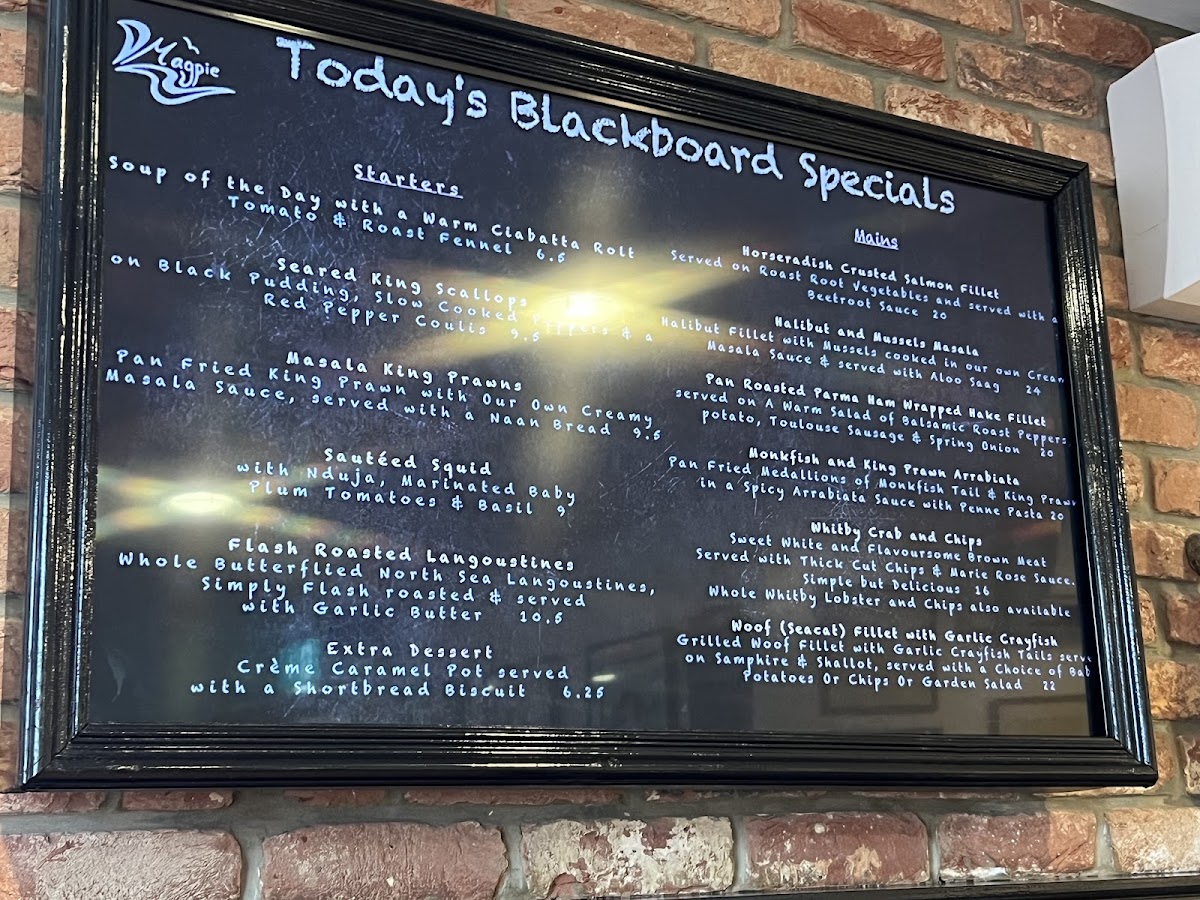 Magpie
Today's Blackboard Specials
Starters
Soup of the Day with a Warm Ciabatta Roll
Tomato & Roast Fennel 6.5
Seared King Scallops
on Black Pudding, Slow Cooked Peppers & a
Red Pepper Coulis 9.5
Masala King Prawns
Pan Fried King Prawn with Our Own Creamy
Masala Sauce, served with a Naan Bread 9.5
Sautéed Squid
with Nduja, Marinated Baby
Plum Tomatoes & Basil 9
Flash Roasted Langoustines
Whole Butterflied North Sea Langoustines,
Simply Flash roasted & served
with Garlic Butter 10.5
Extra Dessert
Crème Caramel Pot served
with a Shortbread Biscuit 6.25
Mains
Horseradish Crusted Salmon Fillet
Served on Roast Root Vegetables and served with a
Beetroot Sauce 20
Halibut and Mussels Masala
Halibut Fillet with Mussels cooked in our own Cream
Masala Sauce & served with Aloo Saag 24
Pan Roasted Parma Ham Wrapped Hake Fillet
served on A Warm Salad of Balsamic Roast Peppers
potato, Toulouse Sausage & Spring Onion 20
Monkfish and King Prawn Arrabiata
Pan Fried Medallions of Monkfish Tail & King Prawn
in a Spicy Arrabiata Sauce with Penne Pasta 20
Whitby Crab and Chips
Sweet White and Flavoursome Brown Meat
Served with Thick Cut Chips & Marie Rose Sauce.
Simple but Delicious 16
Whole Whitby Lobster and Chips also available
Woof (Seacat) Fillet with Garlic Crayfish
Grilled Woof Fillet with Garlic Crayfish Tails serve
on Samphire & Shallot, served with a Choice of Bab
Potatoes Or Chips Or Garden Salad 22